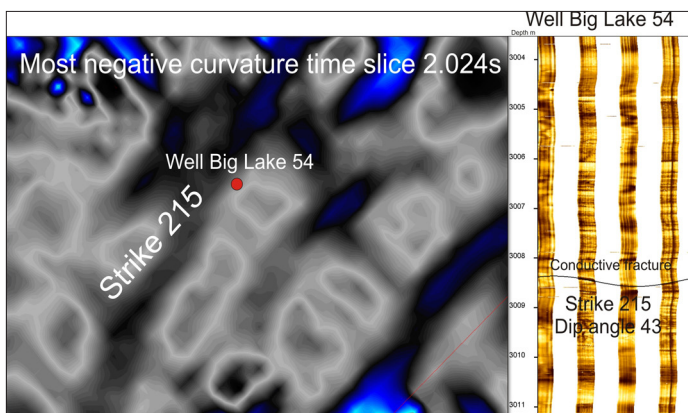 Well Big Lake 54
Depth m
Most negative curvature time slice 2.024s
Well Big Lake 54
Strike 215
3004
3005
3006
3007
3008
Conductive fracture
Strike 215
Dip angle 43
3009
3010
3011